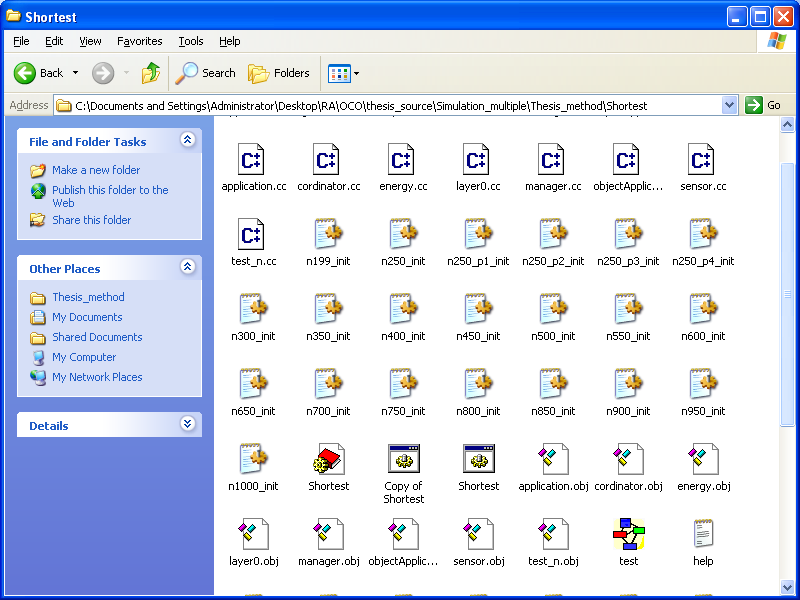 Shortest
File Edit View Favorites Tools Help
Back Search Folders
Address C:\Documents and Settings\Administrator\Desktop\RA\OCO\thesis_source\Simulation_multiple\Thesis_method\Shortest Go
File and Folder Tasks
Make a new folder
Publish this folder to the
Web
Share this folder
Other Places
Thesis_method
My Documents
Shared Documents
My Computer
My Network Places
Details
application.cc cordinator.cc energy.cc layer0.cc manager.cc objectApplic... sensor.cc
test_n.cc n199_init n250_init n250_p1_init n250_p2_init n250_p3_init n250_p4_init
n300_init n350_init n400_init n450_init n500_init n550_init n600_init
n650_init n700_init n750_init n800_init n850_init n900_init n950_init
n1000_init Shortest Copy of Shortest application.obj cordinator.obj energy.obj
Shortest
layer0.obj manager.obj objectApplic... sensor.obj test_n.obj test help